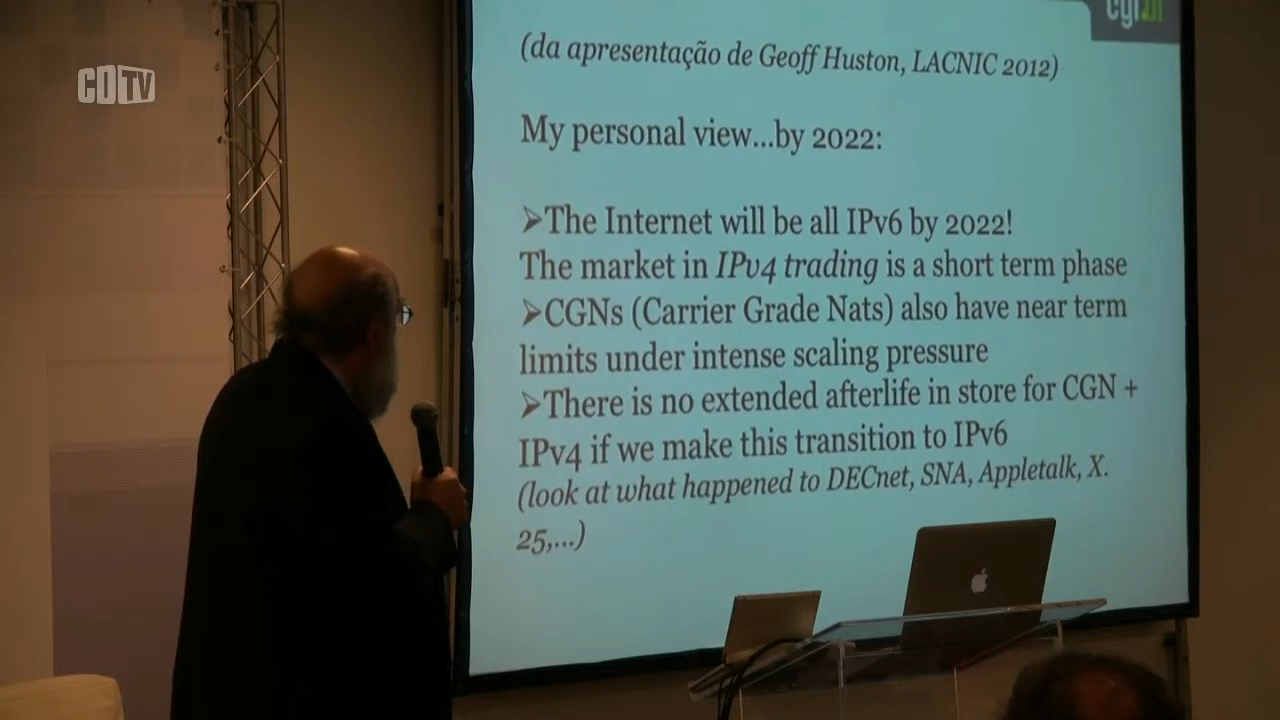 CDTV
cgi.br
(da apresentação de Geoff Huston, LACNIC 2012)
My personal view...by 2022:
➢The Internet will be all IPv6 by 2022!
The market in IPv4 trading is a short term phase
➢CGNs (Carrier Grade Nats) also have near term
limits under intense scaling pressure
➢There is no extended afterlife in store for CGN +
IPv4 if we make this transition to IPv6
(look at what happened to DECnet, SNA, Appletalk, X.
25,...)